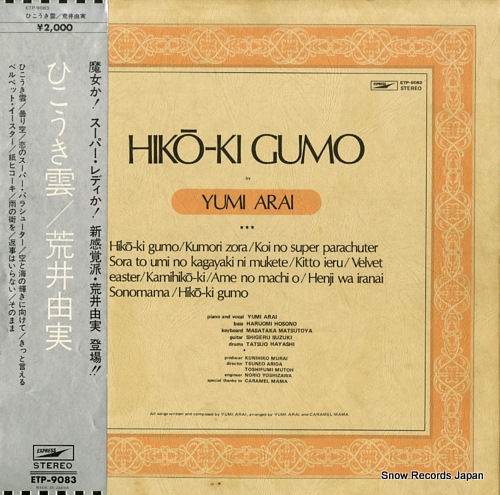 ETP-9083
ひこうき雲/荒井由実
¥2,000
魔女か! スーパー・レディか! 新感覚派・荒井由実 登場!!
ひこうき雲/荒井由実
ひこうき雲/曇り空/恋のスーパー・パラシューター/空と海の輝きに向けて/きっと言える
ベルベット・イースター/紙ヒコーキ/雨の街を/返事はいらない/そのまま
EXPRESS
STEREO
ETP-9083
MADE IN JAPAN
EXPRESS
ETP-9083
STEREO
HIKŌ-KI GUMO
BY
YUMI ARAI
Hikō-ki gumo/Kumori zora/Koi no super parachuter
Sora to umi no kagayaki ni mukete/Kitto ieru/Velvet
easter/Kamihikō-ki/Ame no machi o/Henji wa iranai
Sonomama/Hikō-ki gumo
piano and vocal YUMI ARAI
bass HARUOMI HOSONO
keyboard MASATAKA MATSUTOYA
guitar SHIGERU SUZUKI
drums TATSUO HAYASHI
producer KUNIHIKO MURAI
director TSUNEO ARIGA
TOSHIFUMI MUTOH
engineer NORIO YOSHIZAWA
special thanks to CARAMEL MAMA
All songs written and composed by YUMI ARAI, arranged by YUMI ARAI and CARAMEL MAMA
Snow Records Japan